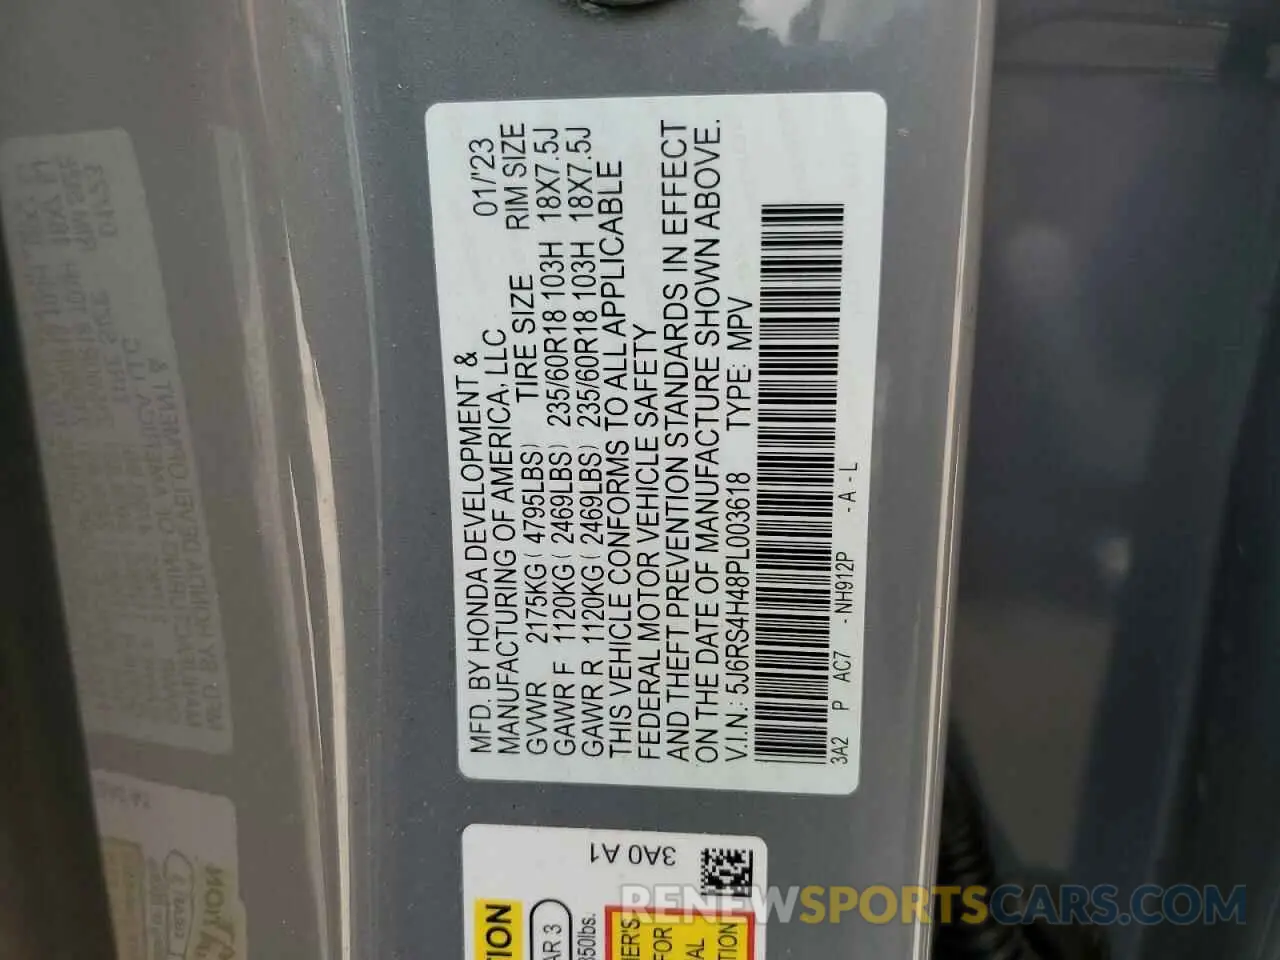 MFD. BY HONDA DEVELOPMENT &
MANUFACTURING OF AMERICA, LLC 01/'23
GVWR 2175KG ( 4795LBS) TIRE SIZE RIM SIZE
GAWR F 1120KG ( 2469LBS) 235/60R18 103H 18X7.5J
GAWR R 1120KG ( 2469LBS) 235/60R18 103H 18X7.5J
THIS VEHICLE CONFORMS TO ALL APPLICABLE
FEDERAL MOTOR VEHICLE SAFETY
AND THEFT PREVENTION STANDARDS IN EFFECT
ON THE DATE OF MANUFACTURE SHOWN ABOVE.
V.I.N.: 5J6RS4H48PL003618 TYPE: MPV
3A2 P AC7 -NH912P -A-L
3A0 A1
350lbs.
FOR
RENEWSPORTSCARS.COM